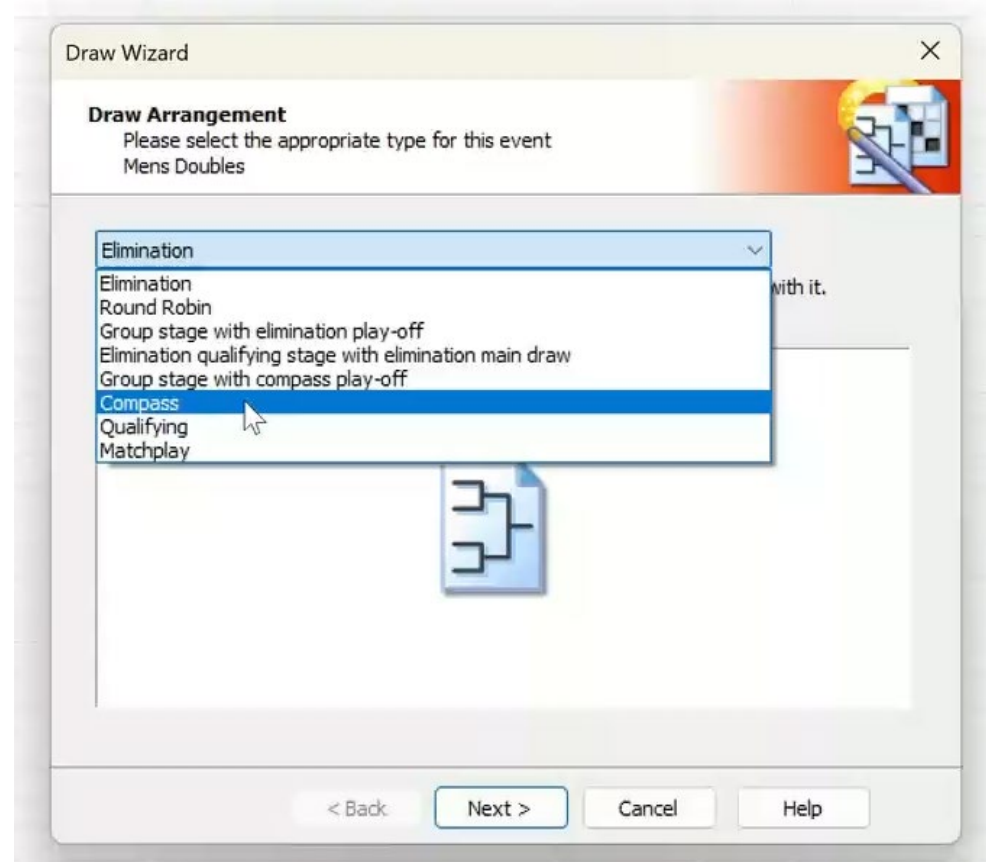 Draw Wizard
Draw Arrangement
Please select the appropriate type for this event
Mens Doubles
Elimination
with it.
Elimination
Round Robin
Group stage with elimination play-off
Elimination qualifying stage with elimination main draw
Group stage with compass play-off
Compass
Qualifying
Matchplay
< Back Next > Cancel Help